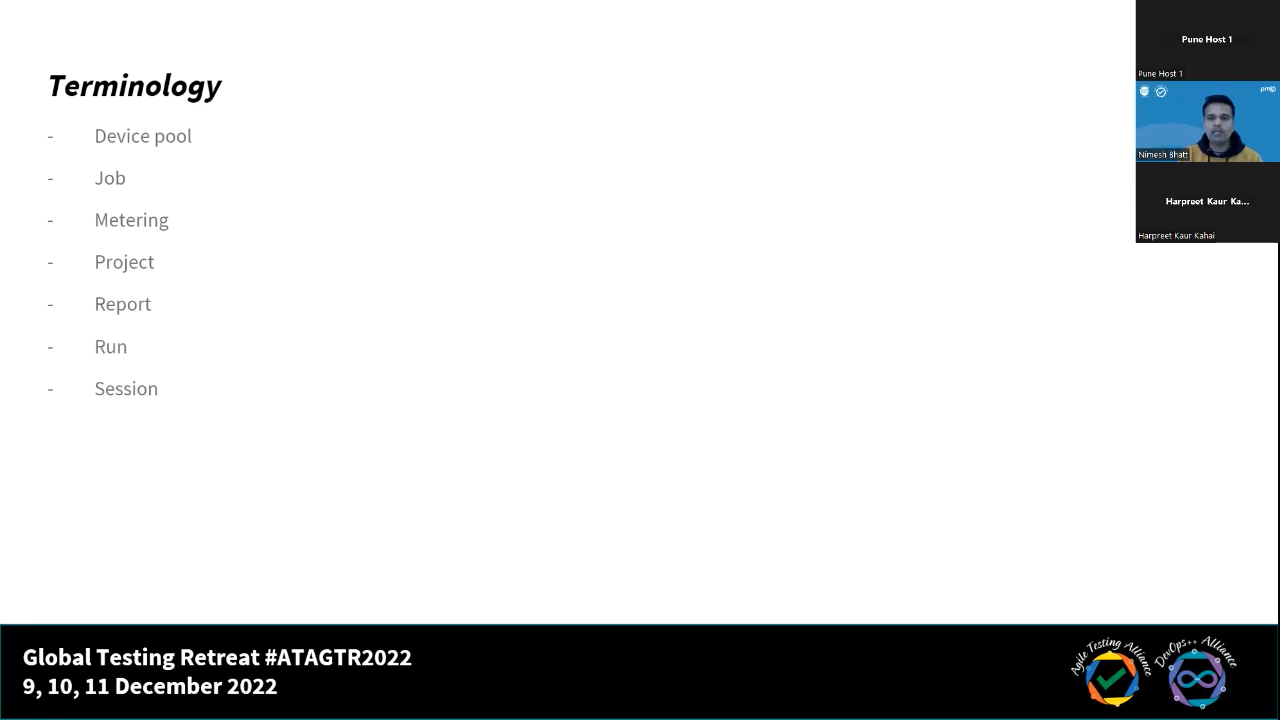 Terminology
- Device pool
- Job
- Metering
- Project
- Report
- Run
- Session
Pune Host 1
Pune Host 1
pmc
Nimesh Bhatt
Harpreet Kaur Ka...
Harpreet Kaur Kahai
Global Testing Retreat #ATAGTR2022
9, 10, 11 December 2022
Agile Testing Alliance
DevOps++ Alliance